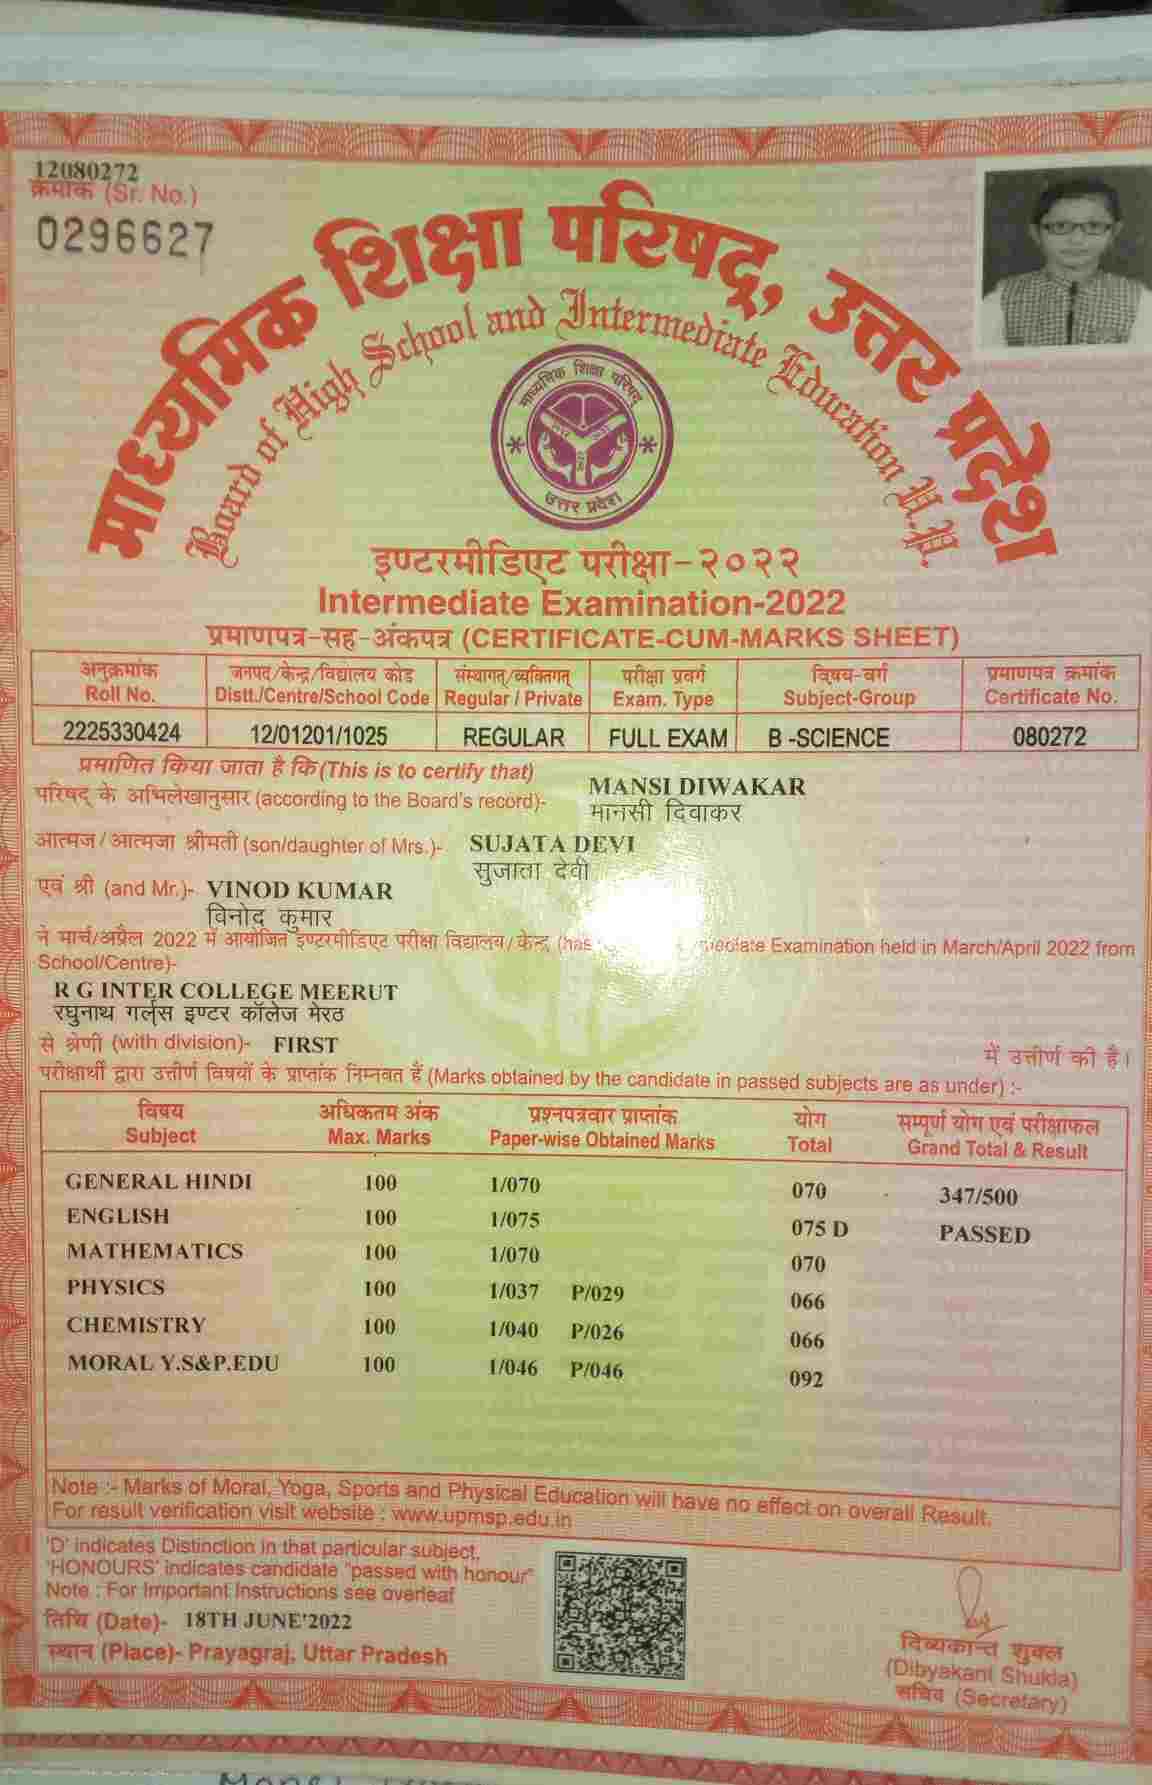 12080272
क्रमांक (Sr. No.)
0296627
माध्यमिक शिक्षा परिषद्, उत्तर प्रदेश
Board of High School and Intermediate Education U.P.
माध्यमिक शिक्षा परिषद्
उत्तर प्रदेश
इण्टरमीडिएट परीक्षा-२०२२
Intermediate Examination-2022
प्रमाणपत्र-सह-अंकपत्र (CERTIFICATE-CUM-MARKS SHEET)
अनुक्रमांक जनपद/केन्द्र/विद्यालय कोड संस्थागत/व्यक्तिगत परीक्षा प्रवर्ग विषय-वर्ग प्रमाणपत्र क्रमांक
Roll No. Distt./Centre/School Code Regular / Private Exam. Type Subject-Group Certificate No.
2225330424 12/01201/1025 REGULAR FULL EXAM B -SCIENCE 080272
प्रमाणित किया जाता है कि (This is to certify that)
परिषद् के अभिलेखानुसार (according to the Board's record)- MANSI DIWAKAR
मानसी दिवाकर
आत्मज/आत्मजा श्रीमती (son/daughter of Mrs.)- SUJATA DEVI
सुजाता देवी
एवं श्री (and Mr.)- VINOD KUMAR
विनोद कुमार
ने मार्च/अप्रैल 2022 में आयोजित इण्टरमीडिएट परीक्षा विद्यालय/केन्द्र (has Examination held in March/April 2022 from
School/Centre)-
R G INTER COLLEGE MEERUT
रघुनाथ गर्ल्स इण्टर कॉलेज मेरठ
से श्रेणी (with division)- FIRST में उत्तीर्ण की है।
परीक्षार्थी द्वारा उत्तीर्ण विषयों के प्राप्तांक निम्नवत हैं (Marks obtained by the candidate in passed subjects are as under) :-
विषय अधिकतम अंक प्रश्नपत्रवार प्राप्तांक योग सम्पूर्ण योग एवं परीक्षाफल
Subject Max. Marks Paper-wise Obtained Marks Total Grand Total & Result
GENERAL HINDI 100 1/070 070 347/500
ENGLISH 100 1/075 075 D PASSED
MATHEMATICS 100 1/070 070
PHYSICS 100 1/037 P/029 066
CHEMISTRY 100 1/040 P/026 066
MORAL Y.S&P.EDU 100 1/046 P/046 092
Note :- Marks of Moral, Yoga, Sports and Physical Education will have no effect on overall Result.
For result verification visit website : www.upmsp.edu.in
'D' indicates Distinction in that particular subject.
'HONOURS' indicates candidate "passed with honour"
Note : For Important Instructions see overleaf
तिथि (Date)- 18TH JUNE'2022
स्थान (Place)- Prayagraj, Uttar Pradesh
दिव्यकान्त शुक्ल
(Dibyakant Shukla)
सचिव (Secretary)